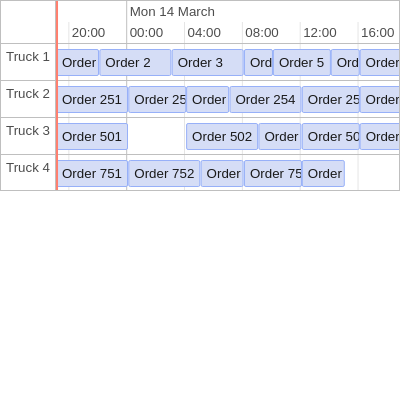 Mon 14 March
20:00 00:00 04:00 08:00 12:00 16:00
Truck 1 Order Order 2 Order 3 Ord Order 5 Ord Order
Truck 2 Order 251 Order 25 Order Order 254 Order 25 Order
Truck 3 Order 501 Order 502 Order Order 50 Order
Truck 4 Order 751 Order 752 Order Order 75 Order